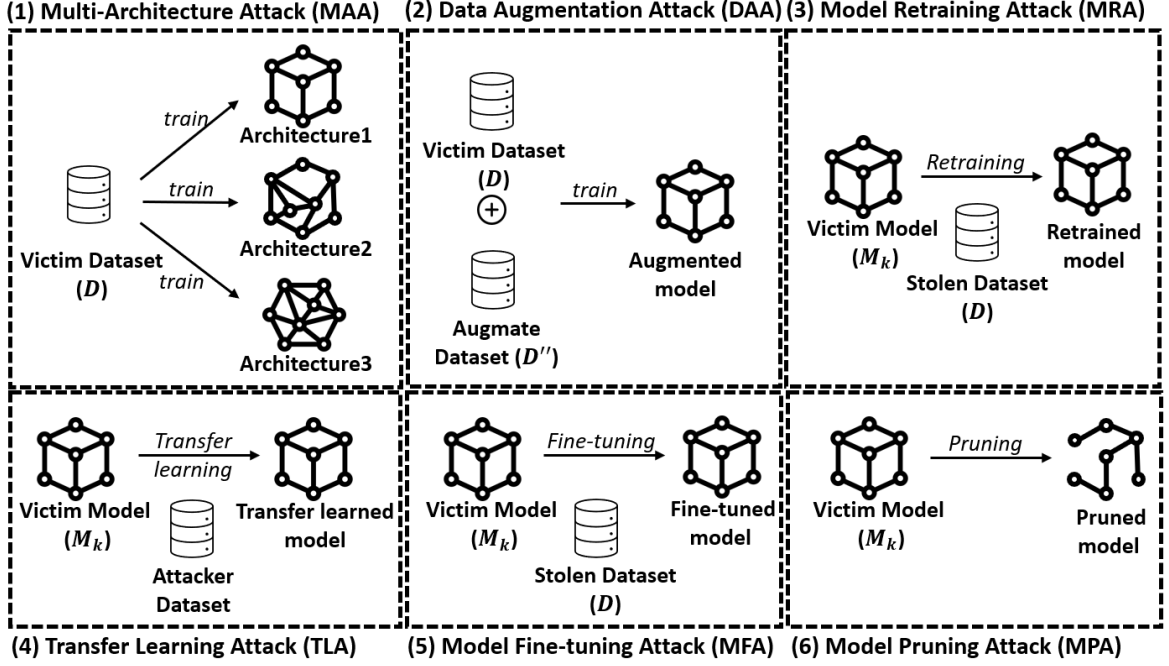 (1) Multi-Architecture Attack (MAA)
train
Architecture1
train
Architecture2
Victim Dataset
(D)
train
Architecture3
(2) Data Augmentation Attack (DAA)
Victim Dataset
(D)
+
train
Augmented
model
Augmate
Dataset (D'')
(3) Model Retraining Attack (MRA)
Retraining
Victim Model
(Mk)
Retrained
model
Stolen Dataset
(D)
Transfer
learning
Victim Model
(Mk)
Transfer learned
model
Attacker
Dataset
(4) Transfer Learning Attack (TLA)
Fine-tuning
Victim Model
(Mk)
Fine-tuned
model
Stolen Dataset
(D)
(5) Model Fine-tuning Attack (MFA)
Pruning
Victim Model
(Mk)
Pruned
model
(6) Model Pruning Attack (MPA)